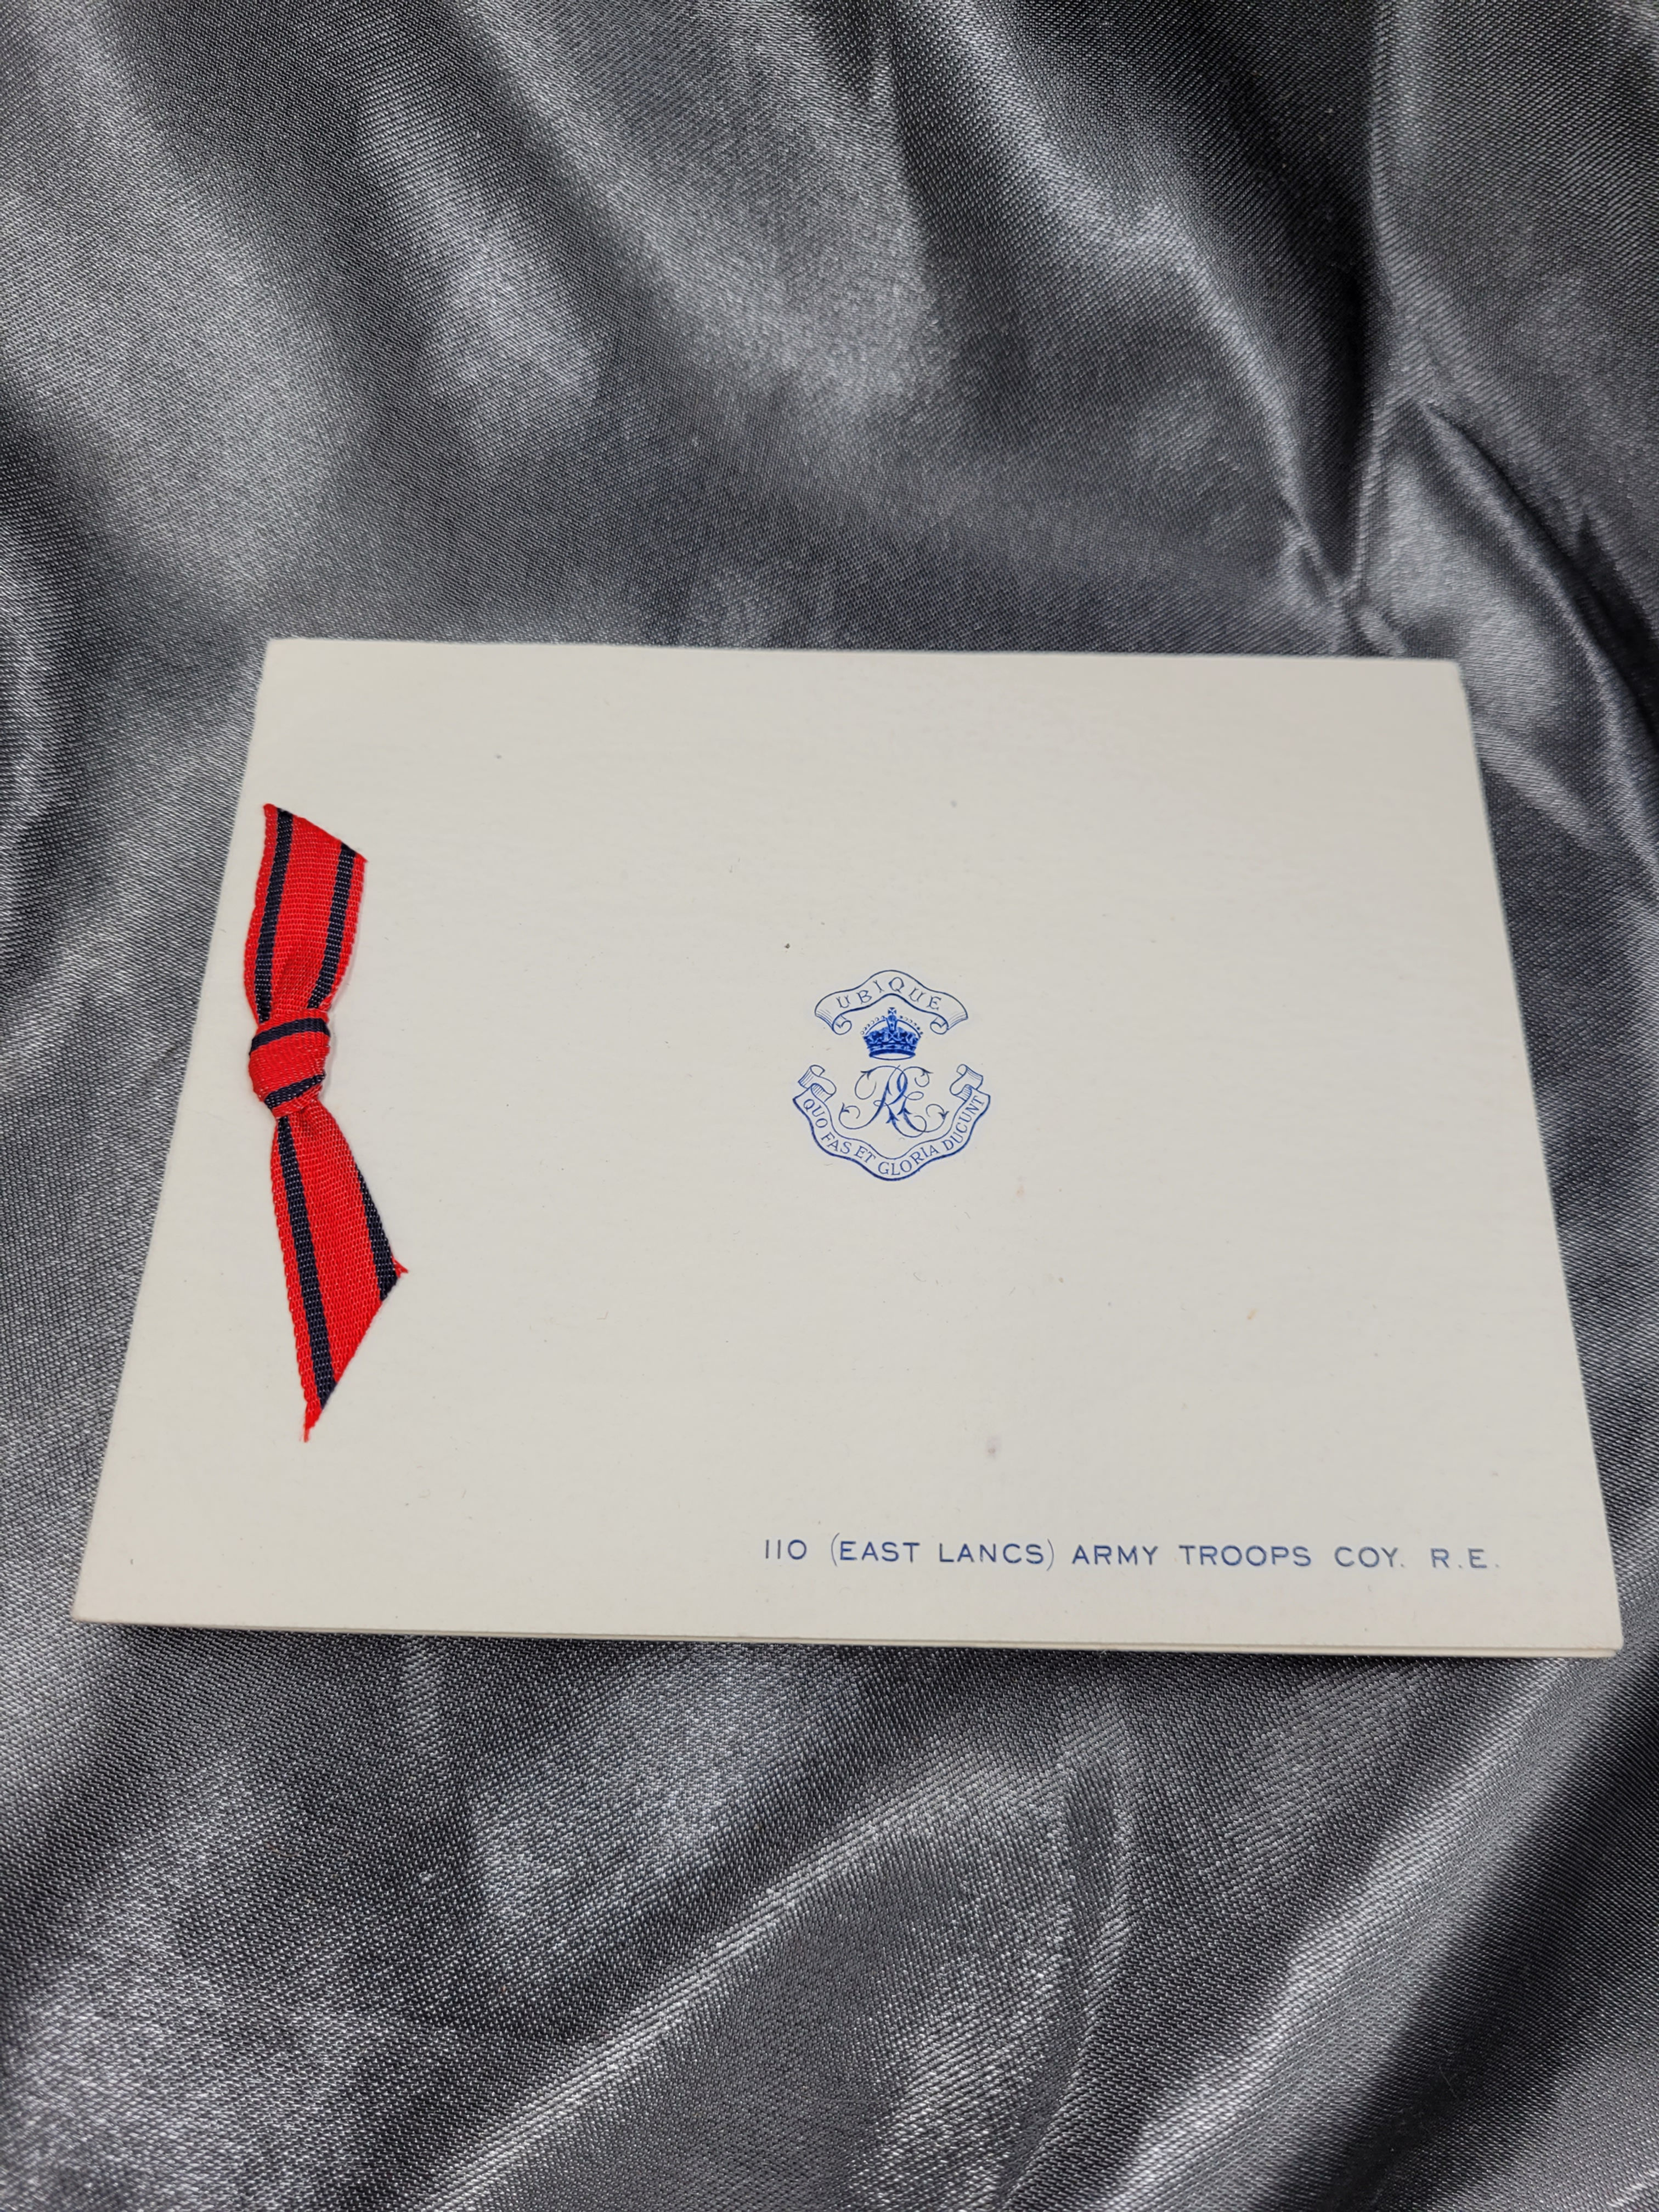 UBIQUE
RE
QUO FAS ET GLORIA DUCUNT
110 (EAST LANCS) ARMY TROOPS COY. R.E.